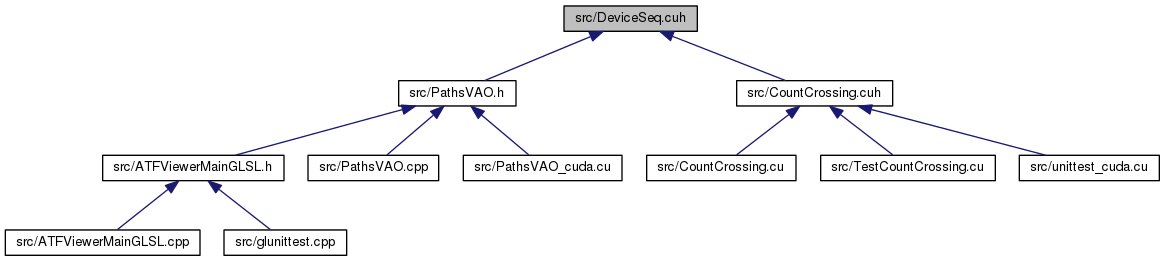 src/DeviceSeq.cuh
src/PathsVAO.h
src/CountCrossing.cuh
src/ATFViewerMainGLSL.h
src/PathsVAO.cpp
src/PathsVAO_cuda.cu
src/CountCrossing.cu
src/TestCountCrossing.cu
src/unittest_cuda.cu
src/ATFViewerMainGLSL.cpp
src/glunittest.cpp